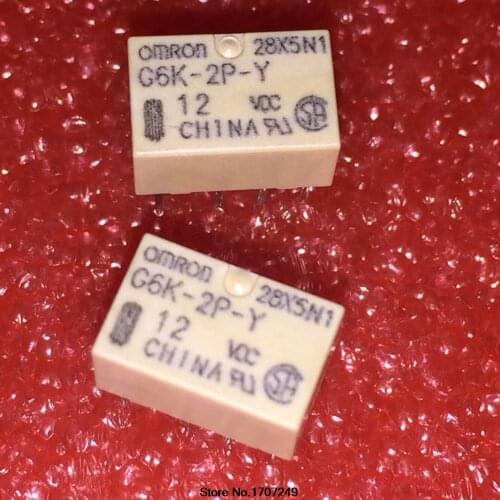 omron 28X5N1
G6K-2P-Y
12 VDC
CHINA
omron 28X5N1
G6K-2P-Y
12 VDC
CHINA
Store No.1707249